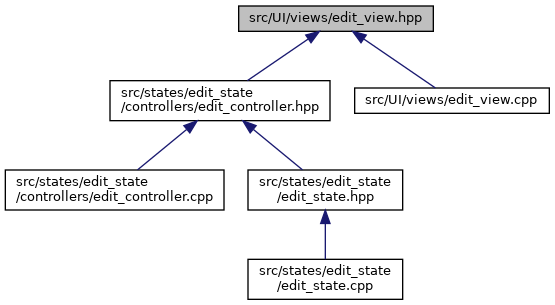 src/UI/views/edit_view.hpp
src/states/edit_state
/controllers/edit_controller.hpp
src/UI/views/edit_view.cpp
src/states/edit_state
/controllers/edit_controller.cpp
src/states/edit_state
/edit_state.hpp
src/states/edit_state
/edit_state.cpp